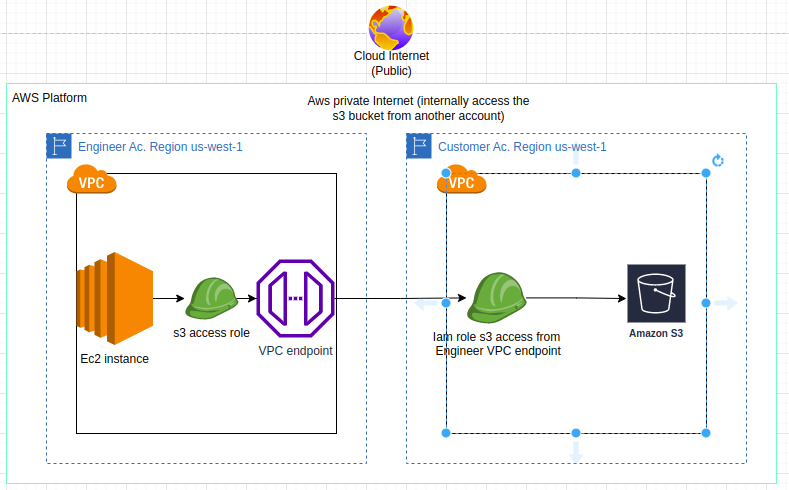 Cloud Internet
(Public)
AWS Platform
Aws private Internet (internally access the
s3 bucket from another account)
Engineer Ac. Region us-west-1
Customer Ac. Region us-west-1
VPC
VPC
s3 access role
Ec2 instance
VPC endpoint
Iam role s3 access from
Engineer VPC endpoint
Amazon S3